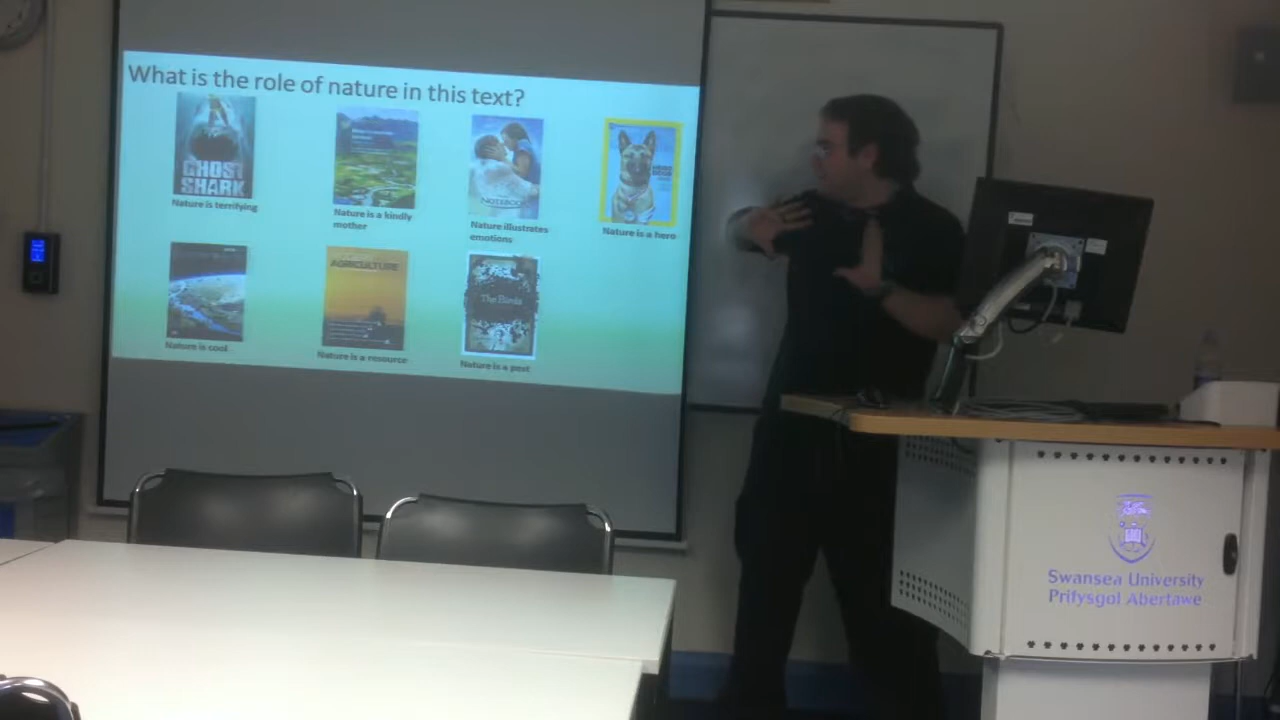 What is the role of nature in this text?
GHOST
SHARK
NOTEBOOK
Nature is terrifying
Nature is a kindly
mother
Nature illustrates
emotions
Nature is a hero
AGRICULTURE
The Birds
Nature is cool
Nature is a resource
Nature is a pest
Swansea University
Prifysgol Abertawe